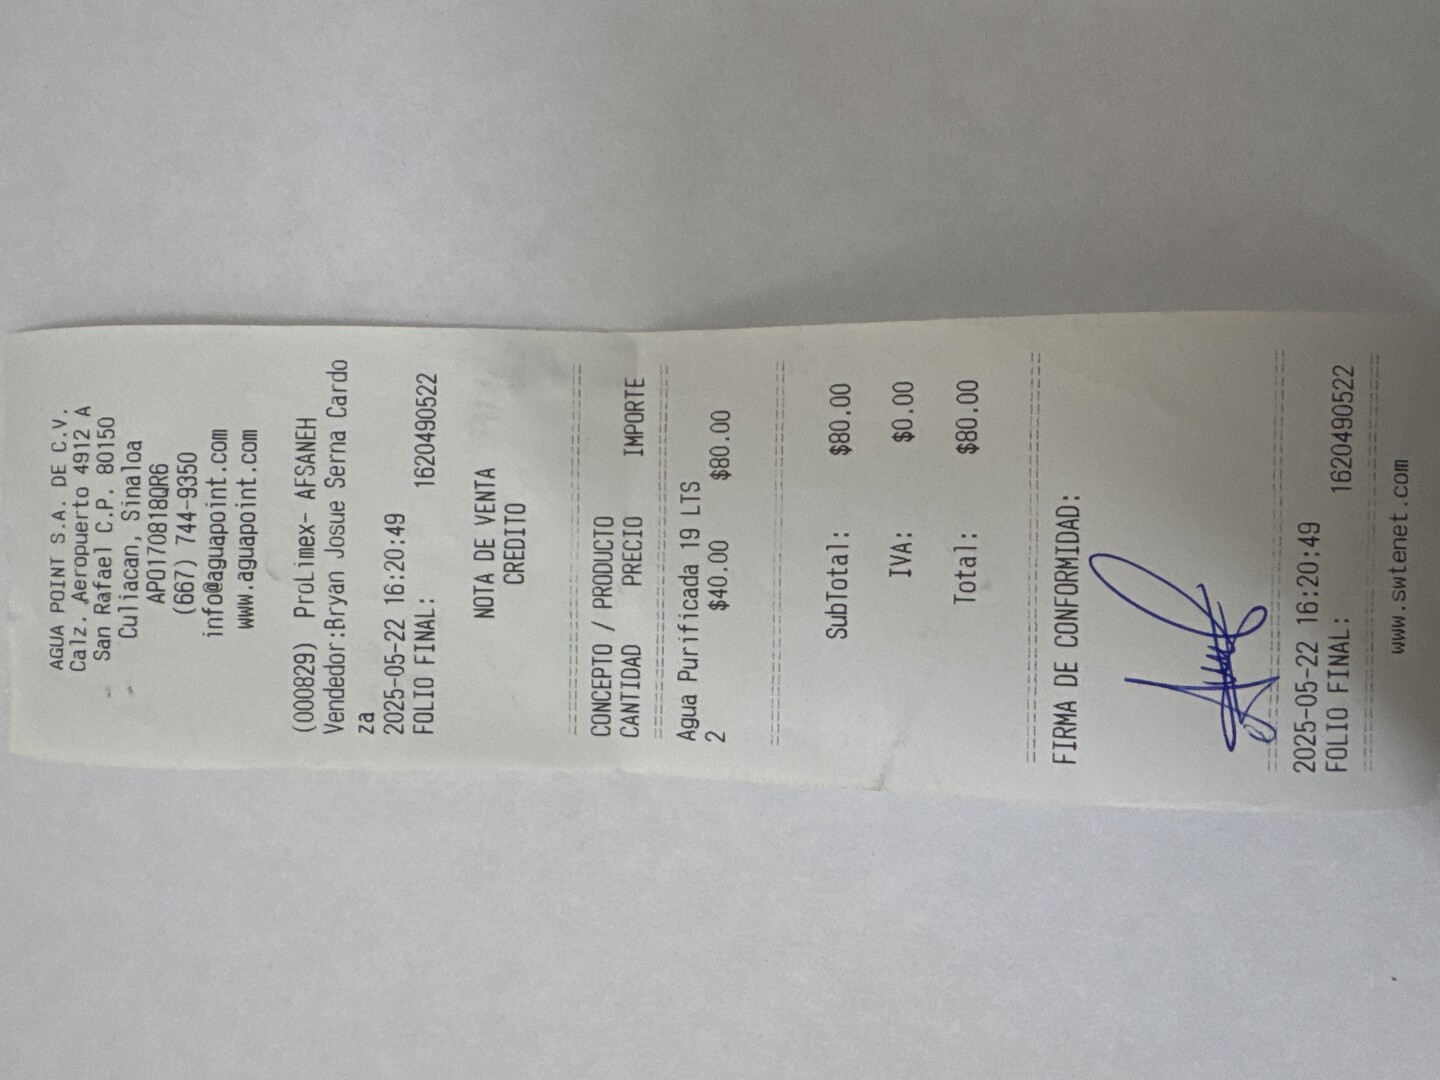 AGUA POINT S.A. DE C.V.
Calz. Aeropuerto 4912 A
San Rafael C.P. 80150
Culiacan, Sinaloa
APO170818QR6
(667) 744-9350
info@aguapoint.com
www.aguapoint.com
(000829) ProLimex- AFSANEH
Vendedor:Bryan Josue Serna Cardo
za
2025-05-22 16:20:49
FOLIO FINAL: 1620490522
NOTA DE VENTA
CREDITO
CONCEPTO / PRODUCTO
CANTIDAD PRECIO IMPORTE
Agua Purificada 19 LTS
2 $40.00 $80.00
SubTotal: $80.00
IVA: $0.00
Total: $80.00
FIRMA DE CONFORMIDAD:
2025-05-22 16:20:49
FOLIO FINAL: 1620490522
www.swtenet.com